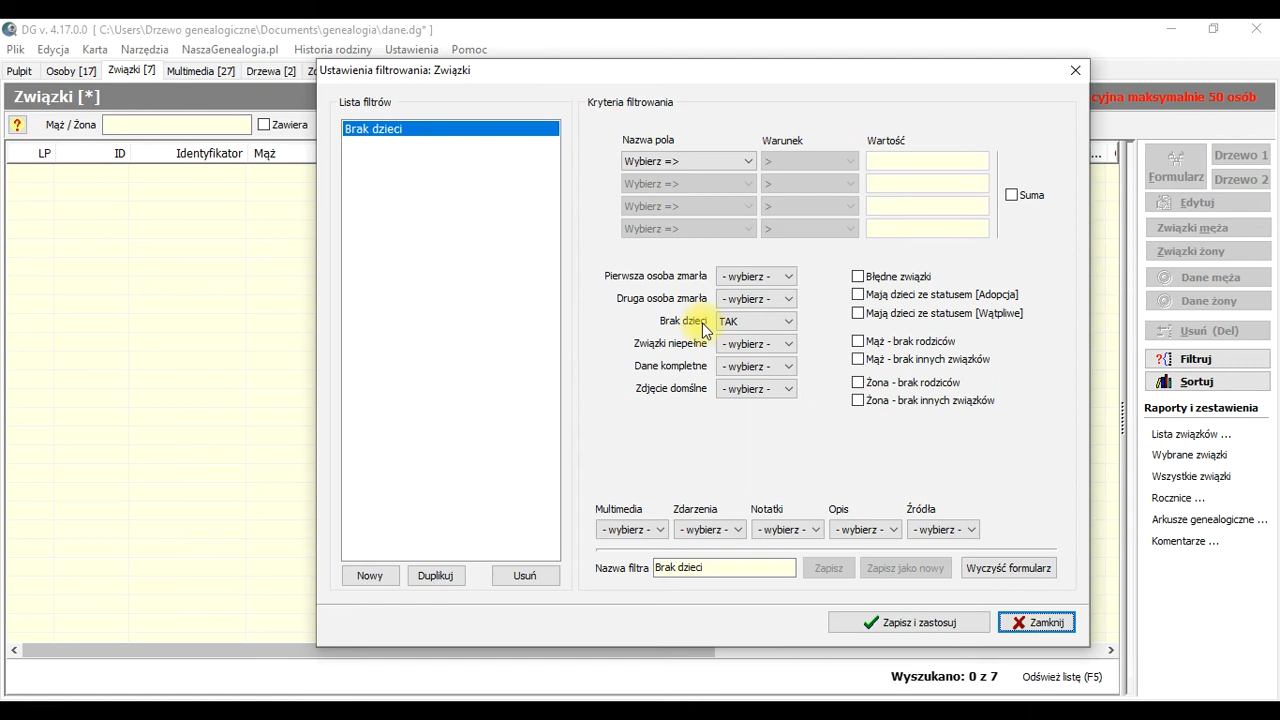 DG v. 4.17.0.0 [ C:\Users\Drzewo genealogiczne\Documents\genealogia\dane.dg* ]
Plik Edycja Karta Narzędzia NaszaGenealogia.pl Historia rodziny Ustawienia Pomoc
Pulpit Osoby [17] Związki [7] Multimedia [27] Drzewa [2]
Związki [*]
cyjna maksymalnie 50 osób
? Mąż / Żona Zawiera
LP ID Identyfikator Mąż
Ustawienia filtrowania: Związki
Lista filtrów
Brak dzieci
Nowy Duplikuj Usuń
Kryteria filtrowania
Nazwa pola Warunek Wartość
Wybierz => >
Wybierz => >
Wybierz => >
Wybierz => >
Suma
Pierwsza osoba zmarła - wybierz -
Druga osoba zmarła - wybierz -
Brak dzieci TAK
Związki niepełne - wybierz -
Dane kompletne - wybierz -
Zdjęcie domślne - wybierz -
Błędne związki
Mają dzieci ze statusem [Adopcja]
Mają dzieci ze statusem [Wątpliwe]
Mąż - brak rodziców
Mąż - brak innych związków
Żona - brak rodziców
Żona - brak innych związków
Multimedia Zdarzenia Notatki Opis Źródła
- wybierz - - wybierz - - wybierz - - wybierz - - wybierz -
Nazwa filtra Brak dzieci Zapisz Zapisz jako nowy Wyczyść formularz
Zapisz i zastosuj Zamknij
Formularz Drzewo 1
Drzewo 2
Edytuj
Związki męża
Związki żony
Dane męża
Dane żony
Usuń (Del)
Filtruj
Sortuj
Raporty i zestawienia
Lista związków ...
Wybrane związki
Wszystkie związki
Rocznice ...
Arkusze genealogiczne ...
Komentarze ...
Wyszukano: 0 z 7 Odśwież listę (F5)